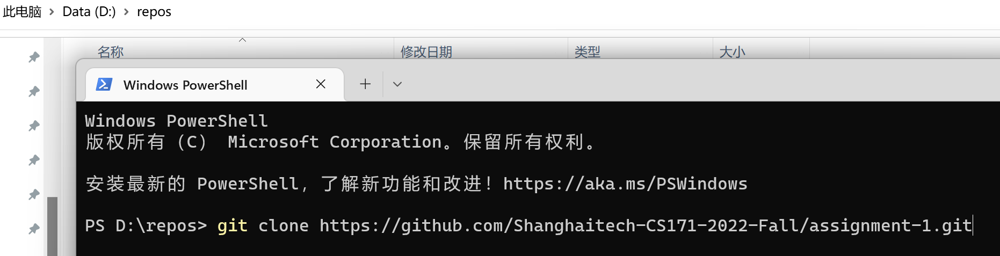 此电脑 > Data (D:) > repos
名称 修改日期 类型 大小
Windows PowerShell
Windows PowerShell
版权所有（C） Microsoft Corporation。保留所有权利。
安装最新的 PowerShell，了解新功能和改进！https://aka.ms/PSWindows
PS D:\repos> git clone https://github.com/Shanghaitech-CS171-2022-Fall/assignment-1.git